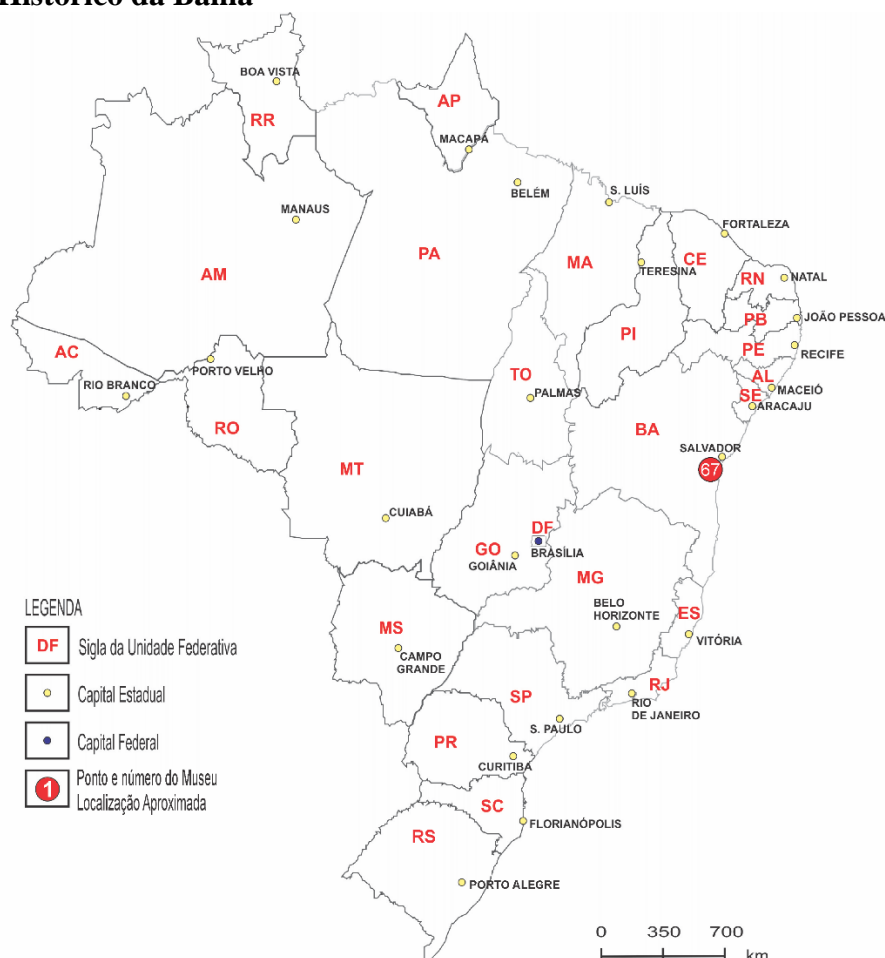 Histórico da Bahia
BOA VISTA
RR
AP
MACAPÁ
BELÉM
S. LUÍS
MANAUS
FORTALEZA
AM
PA
MA
TERESINA
CE
RN
NATAL
PB
JOÃO PESSOA
PI
PE
RECIFE
AC
PORTO VELHO
RIO BRANCO
TO
PALMAS
AL
MACEIÓ
SE
ARACAJU
RO
BA
SALVADOR
67
MT
CUIABÁ
DF
BRASÍLIA
GO
GOIÂNIA
MG
BELO
HORIZONTE
ES
VITÓRIA
MS
CAMPO
GRANDE
RJ
RIO
DE JANEIRO
SP
S. PAULO
PR
CURITIBA
SC
FLORIANÓPOLIS
RS
PORTO ALEGRE
LEGENDA
DF Sigla da Unidade Federativa
Capital Estadual
Capital Federal
1 Ponto e número do Museu
Localização Aproximada
0 350 700
km